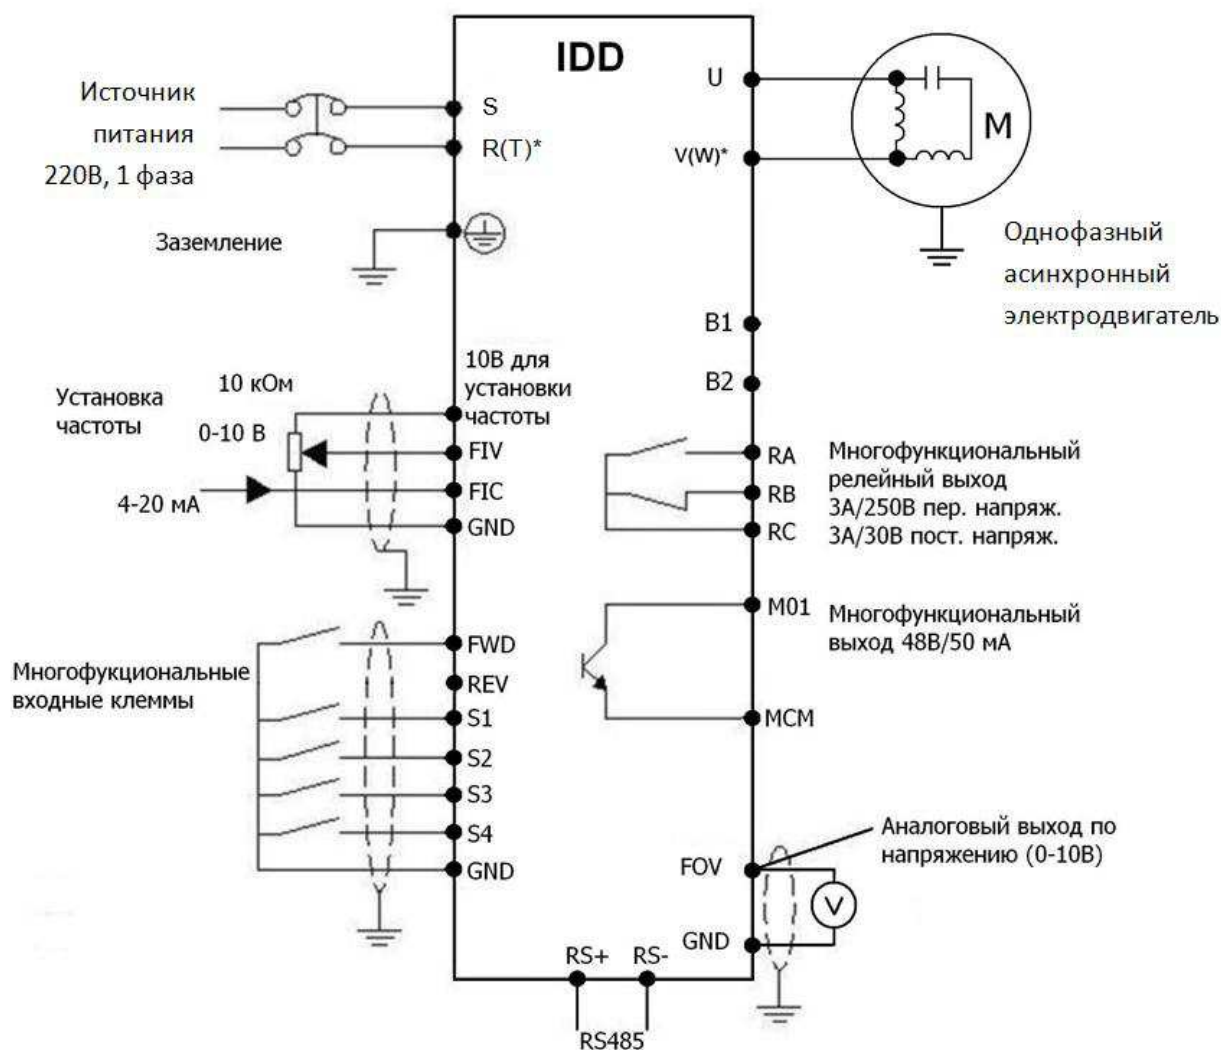 IDD
Источник
питания
220В, 1 фаза
S
R(T)*
Заземление
U
V(W)*
M
Однофазный
асинхронный
электродвигатель
B1
B2
Установка
частоты
10 кОм
0-10 В
4-20 мА
10В для
установки
частоты
FIV
FIC
GND
RA
RB
RC
Многофункциональный
релейный выход
3А/250В пер. напряж.
3А/30В пост. напряж.
M01
MCM
Многофункциональный
выход 48В/50 мА
Многофукциональные
входные клеммы
FWD
REV
S1
S2
S3
S4
GND
FOV
GND
V
Аналоговый выход по
напряжению (0-10В)
RS+ RS-
RS485